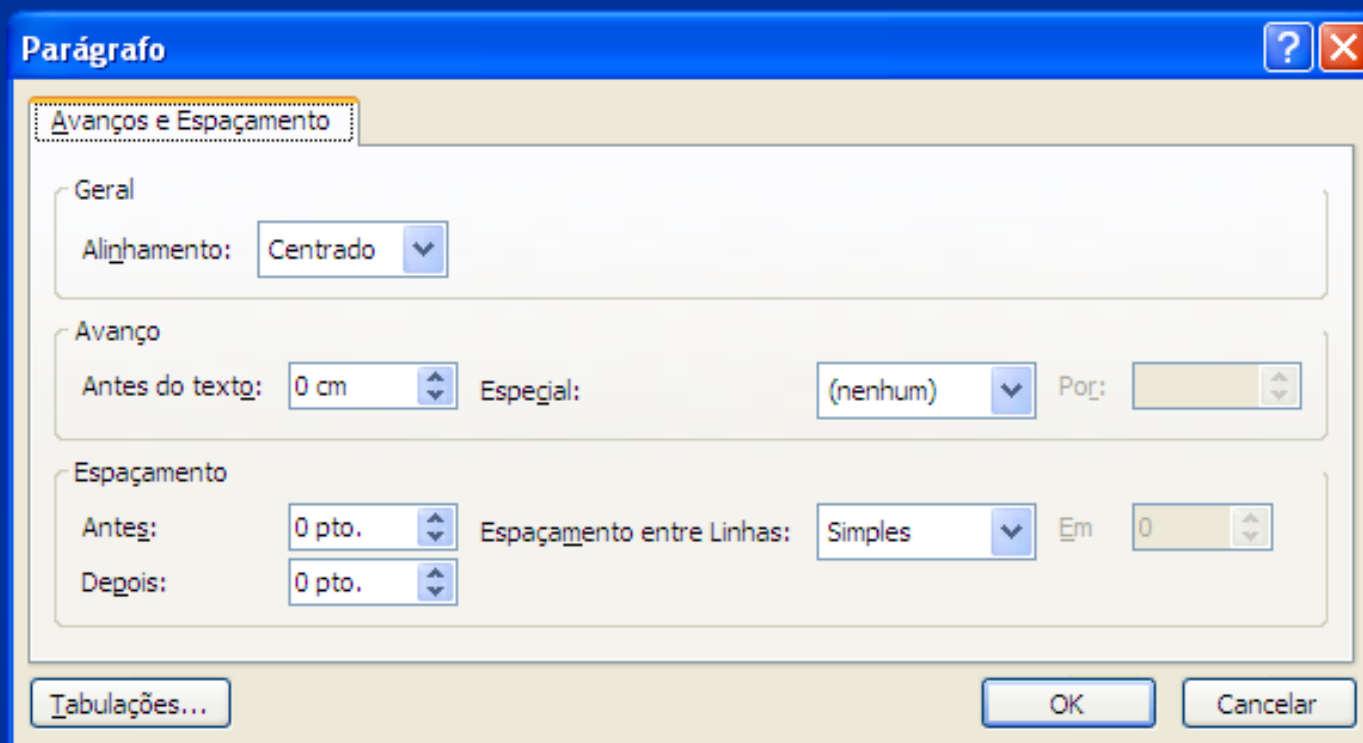 Parágrafo
Avanços e Espaçamento
Geral
Alinhamento: Centrado
Avanço
Antes do texto: 0 cm Especial: (nenhum) Por:
Espaçamento
Antes: 0 pto. Espaçamento entre Linhas: Simples Em 0
Depois: 0 pto.
Tabulações... OK Cancelar